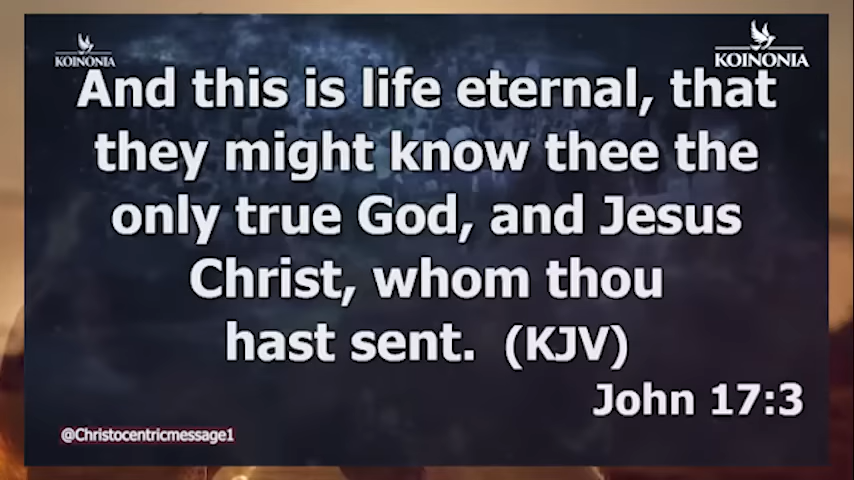 KOINONIA
KOINONIA
And this is life eternal, that
they might know thee the
only true God, and Jesus
Christ, whom thou
hast sent. (KJV)
John 17:3
@Christocentricmessage1